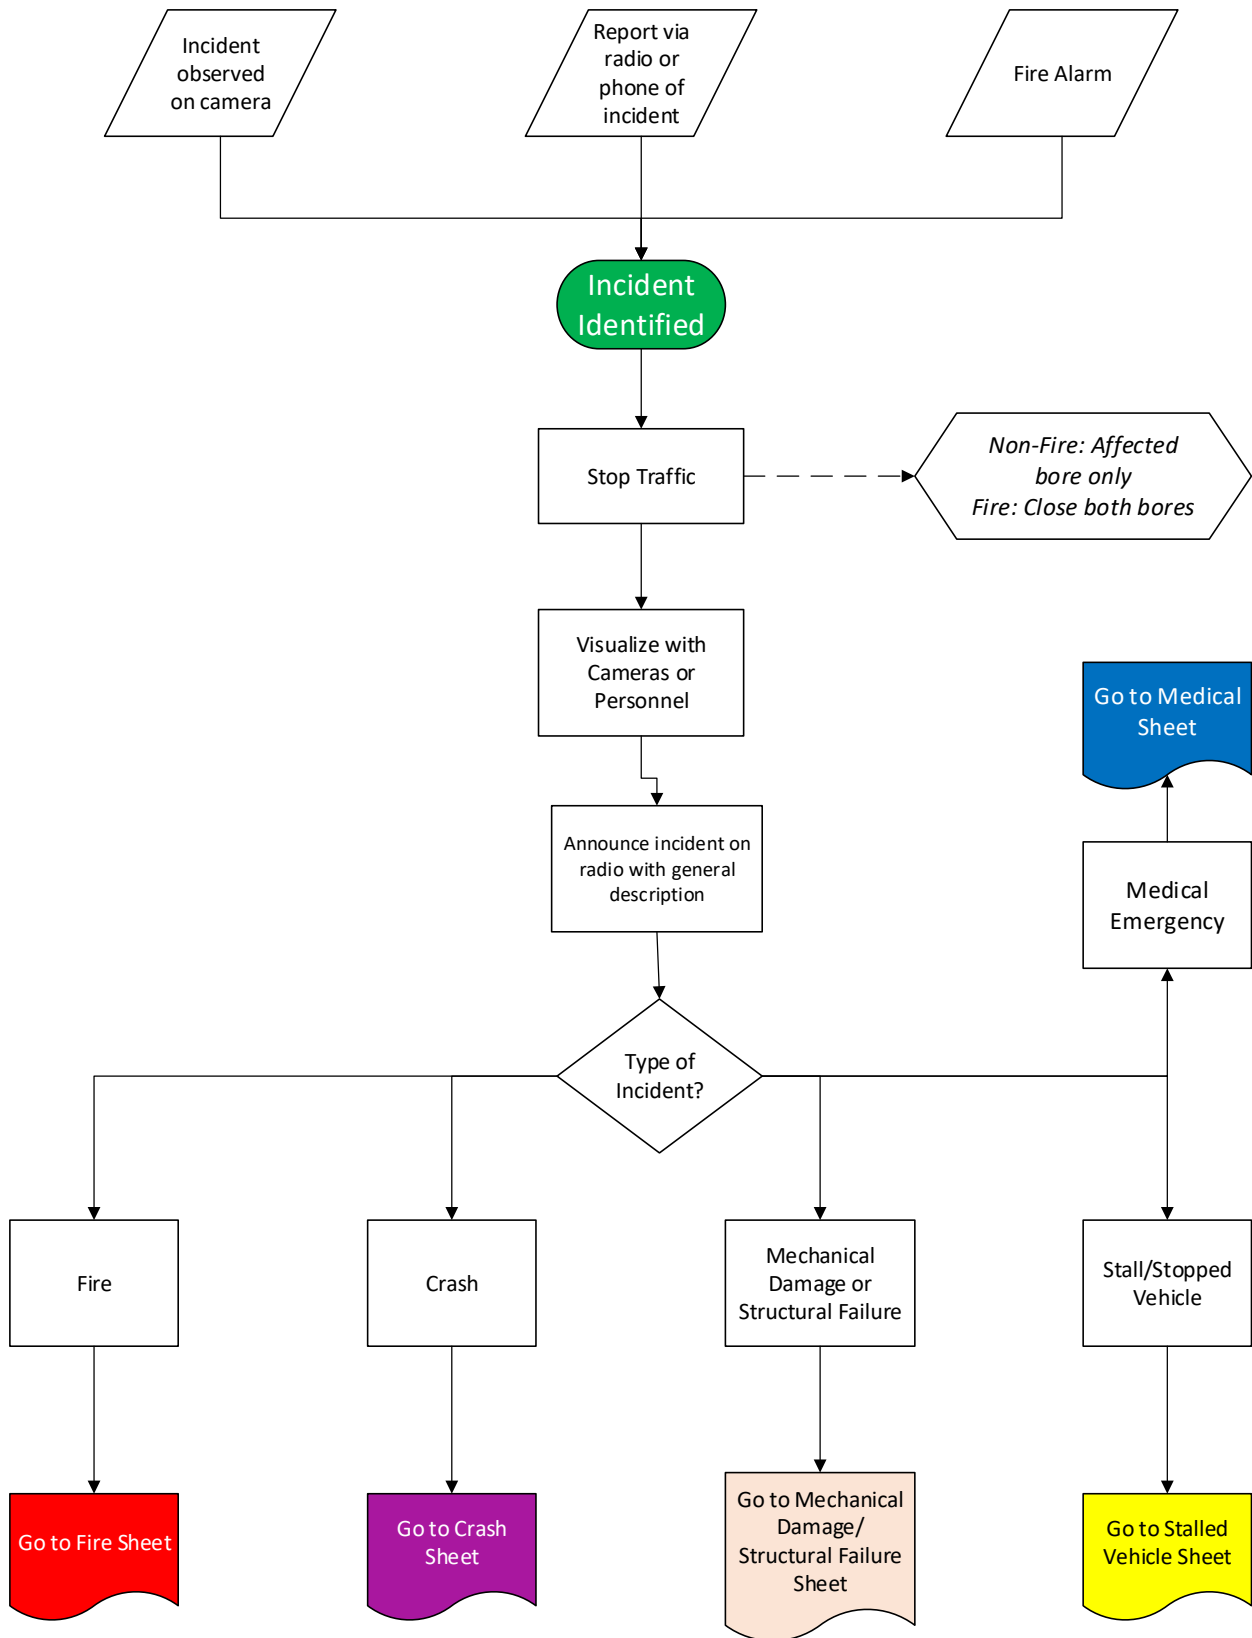 Incident
observed
on camera
Report via
radio or
phone of
incident
Fire Alarm
Incident
Identified
Stop Traffic
Non-Fire: Affected
bore only
Fire: Close both bores
Visualize with
Cameras or
Personnel
Go to Medical
Sheet
Announce incident on
radio with general
description
Medical
Emergency
Type of
Incident?
Fire
Crash
Mechanical
Damage or
Structural Failure
Stall/Stopped
Vehicle
Go to Fire Sheet
Go to Crash
Sheet
Go to Mechanical
Damage/
Structural Failure
Sheet
Go to Stalled
Vehicle Sheet